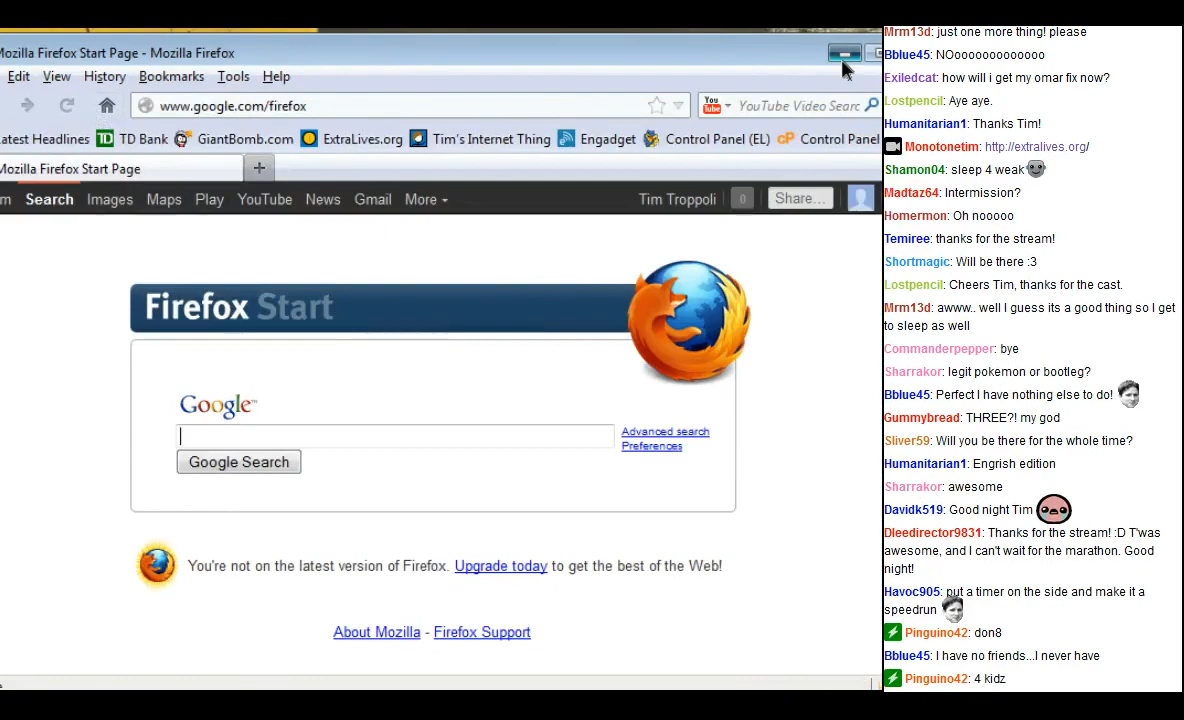 Mozilla Firefox Start Page - Mozilla Firefox
Edit View History Bookmarks Tools Help
www.google.com/firefox
You Tube YouTube Video Searc
atest Headlines TD TD Bank GiantBomb.com ExtraLives.org Tim's Internet Thing Engadget Control Panel (EL) cP Control Panel
Mozilla Firefox Start Page +
m Search Images Maps Play YouTube News Gmail More Tim Troppoli 0 Share...
Firefox Start
Google™
Advanced search
Preferences
Google Search
You're not on the latest version of Firefox. Upgrade today to get the best of the Web!
About Mozilla - Firefox Support
Mrm13d: just one more thing! please
Bblue45: NOooooooooooooo
Exiledcat: how will i get my omar fix now?
Lostpencil: Aye aye.
Humanitarian1: Thanks Tim!
Monotonetim: http://extralives.org/
Shamon04: sleep 4 weak
Madtaz64: Intermission?
Homermon: Oh nooooo
Temiree: thanks for the stream!
Shortmagic: Will be there :3
Lostpencil: Cheers Tim, thanks for the cast.
Mrm13d: awww.. well I guess its a good thing so I get
to sleep as well
Commanderpepper: bye
Sharrakor: legit pokemon or bootleg?
Bblue45: Perfect I have nothing else to do!
Gummybread: THREE?! my god
Sliver59: Will you be there for the whole time?
Humanitarian1: Engrish edition
Sharrakor: awesome
Davidk519: Good night Tim
Dleedirector9831: Thanks for the stream! :D T'was
awesome, and I can't wait for the marathon. Good
night!
Havoc905: put a timer on the side and make it a
speedrun
Pinguino42: don8
Bblue45: I have no friends...I never have
Pinguino42: 4 kidz